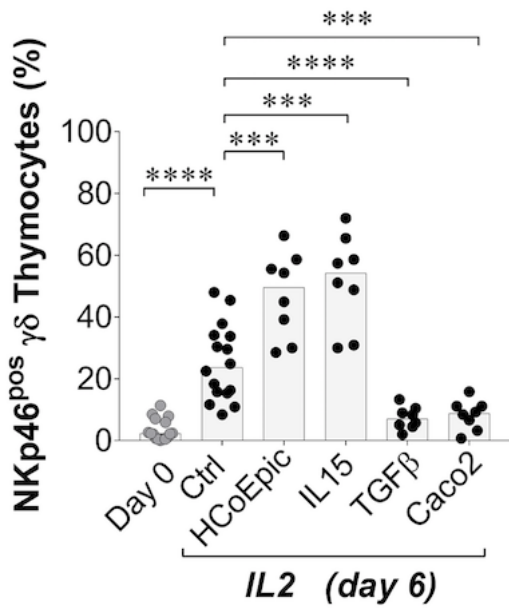 ***
****
***
***
****
NKp46pos γδ Thymocytes (%)
100
80
60
40
20
0
Day 0
Ctrl
HCoEpic
IL15
TGFβ
Caco2
IL2 (day 6)